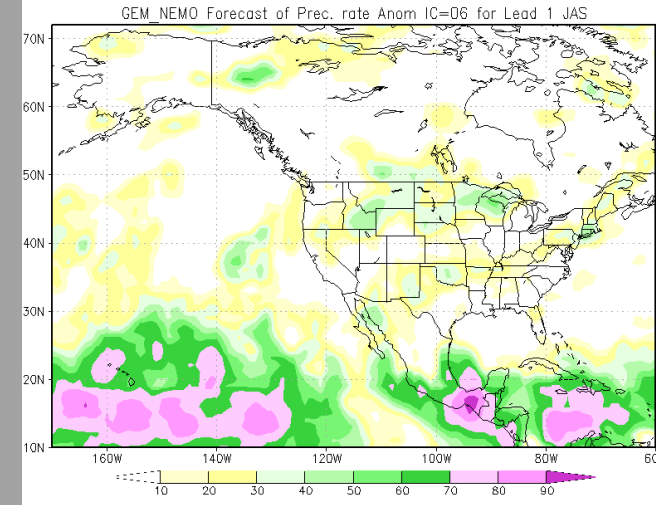 GEM_NEMO Forecast of Prec. rate Anom IC=06 for Lead 1 JAS
70N
60N
50N
40N
30N
20N
10N
160W 140W 120W 100W 80W 60
10 20 30 40 50 60 70 80 90